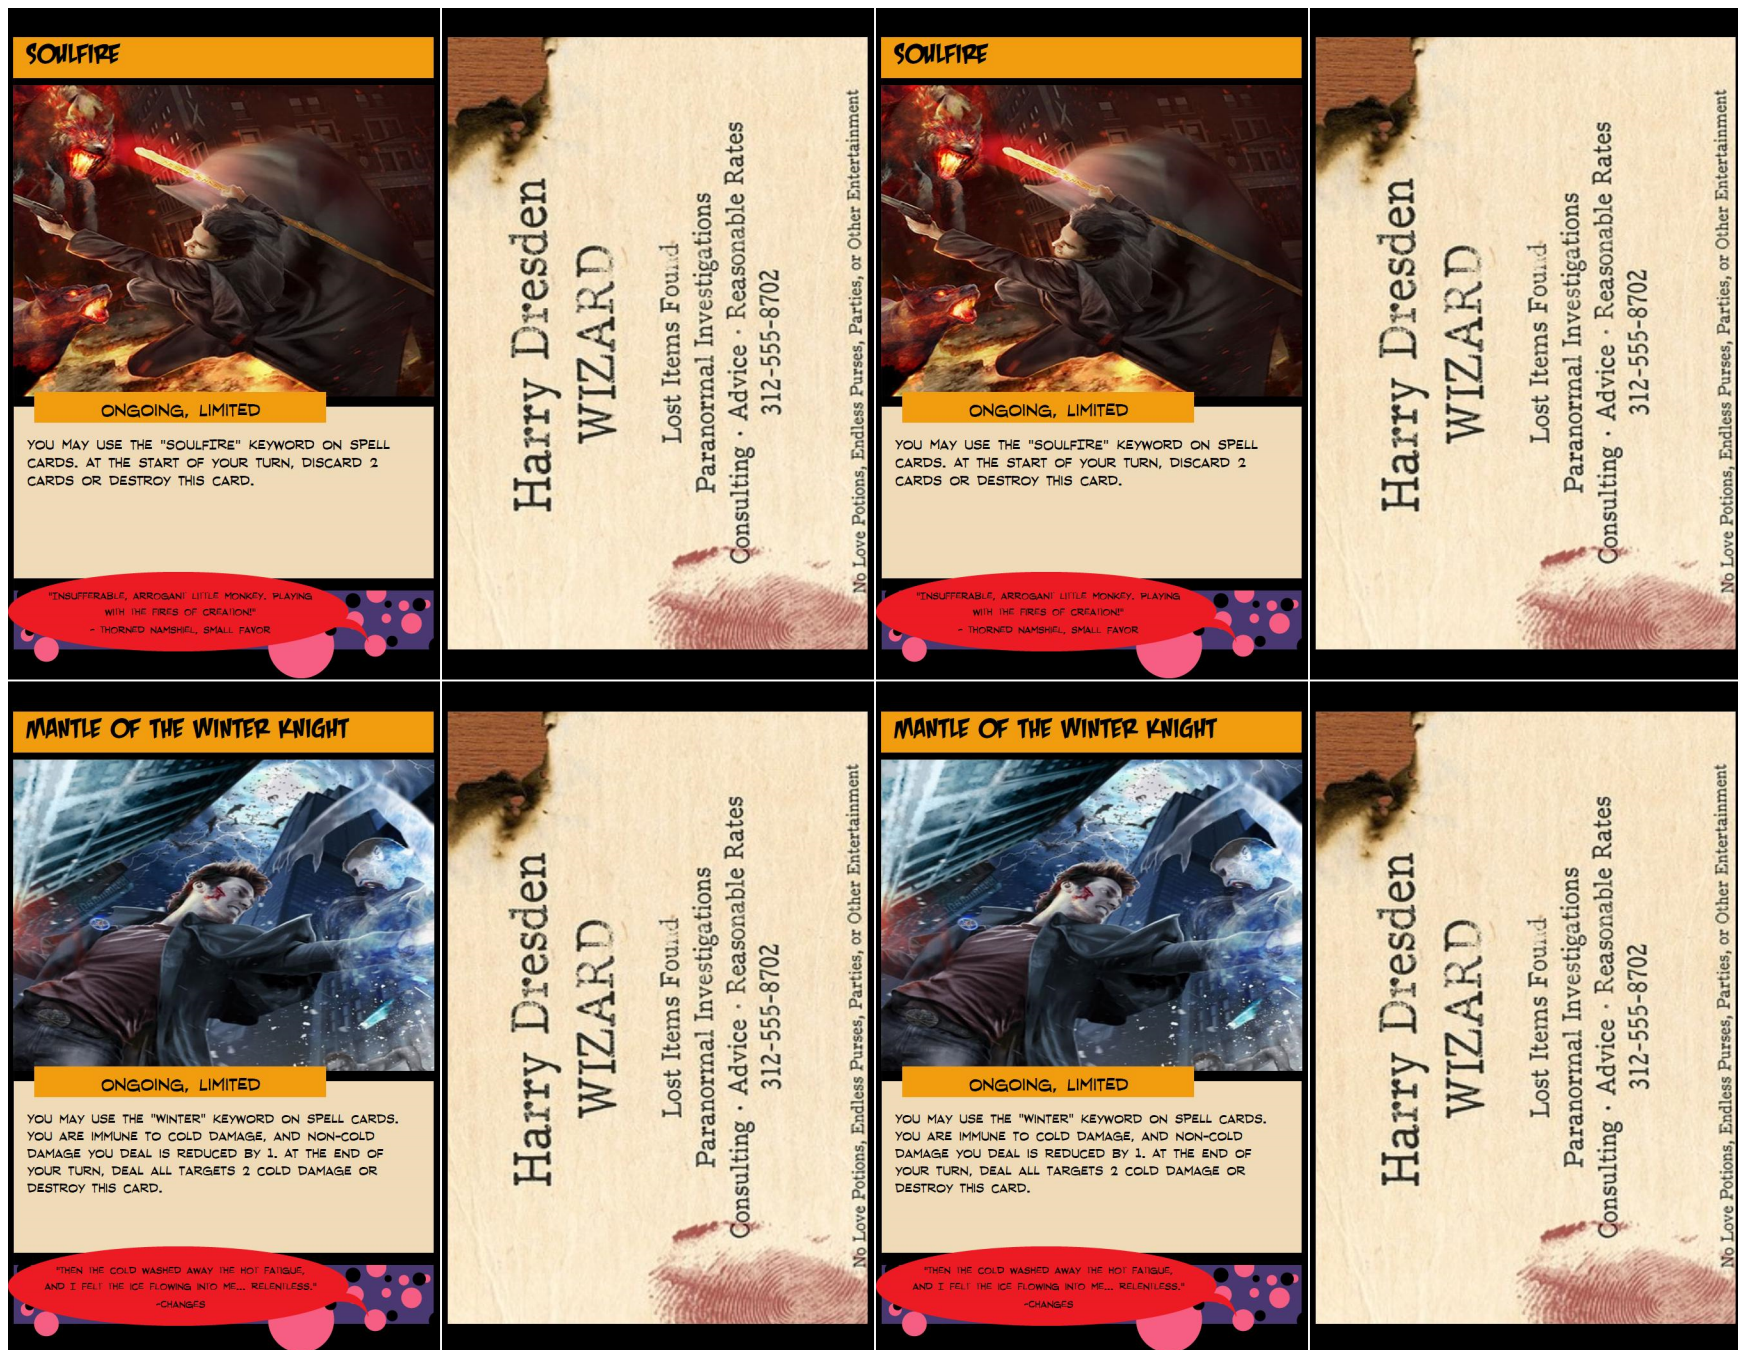 SOULFIRE
ONGOING, LIMITED
YOU MAY USE THE "SOULFIRE" KEYWORD ON SPELL
CARDS. AT THE START OF YOUR TURN, DISCARD 2
CARDS OR DESTROY THIS CARD.
"INSUFFERABLE, ARROGANT LITTLE MONKEY. PLAYING
WITH THE FIRES OF CREATION!"
- THORNED NAMSHIEL, SMALL FAVOR
Harry Dresden
WIZARD
Lost Items Found
Paranormal Investigations
Consulting · Advice · Reasonable Rates
312-555-8702
No Love Potions, Endless Purses, Parties, or Other Entertainment
SOULFIRE
ONGOING, LIMITED
YOU MAY USE THE "SOULFIRE" KEYWORD ON SPELL
CARDS. AT THE START OF YOUR TURN, DISCARD 2
CARDS OR DESTROY THIS CARD.
"INSUFFERABLE, ARROGANT LITTLE MONKEY. PLAYING
WITH THE FIRES OF CREATION!"
- THORNED NAMSHIEL, SMALL FAVOR
Harry Dresden
WIZARD
Lost Items Found
Paranormal Investigations
Consulting · Advice · Reasonable Rates
312-555-8702
No Love Potions, Endless Purses, Parties, or Other Entertainment
MANTLE OF THE WINTER KNIGHT
ONGOING, LIMITED
YOU MAY USE THE "WINTER" KEYWORD ON SPELL CARDS.
YOU ARE IMMUNE TO COLD DAMAGE, AND NON-COLD
DAMAGE YOU DEAL IS REDUCED BY 1. AT THE END OF
YOUR TURN, DEAL ALL TARGETS 2 COLD DAMAGE OR
DESTROY THIS CARD.
"THEN THE COLD WASHED AWAY THE HOT FATIGUE,
AND I FELT THE ICE FLOWING INTO ME... RELENTLESS."
-CHANGES
Harry Dresden
WIZARD
Lost Items Found
Paranormal Investigations
Consulting · Advice · Reasonable Rates
312-555-8702
No Love Potions, Endless Purses, Parties, or Other Entertainment
MANTLE OF THE WINTER KNIGHT
ONGOING, LIMITED
YOU MAY USE THE "WINTER" KEYWORD ON SPELL CARDS.
YOU ARE IMMUNE TO COLD DAMAGE, AND NON-COLD
DAMAGE YOU DEAL IS REDUCED BY 1. AT THE END OF
YOUR TURN, DEAL ALL TARGETS 2 COLD DAMAGE OR
DESTROY THIS CARD.
"THEN THE COLD WASHED AWAY THE HOT FATIGUE,
AND I FELT THE ICE FLOWING INTO ME... RELENTLESS."
-CHANGES
Harry Dresden
WIZARD
Lost Items Found
Paranormal Investigations
Consulting · Advice · Reasonable Rates
312-555-8702
No Love Potions, Endless Purses, Parties, or Other Entertainment